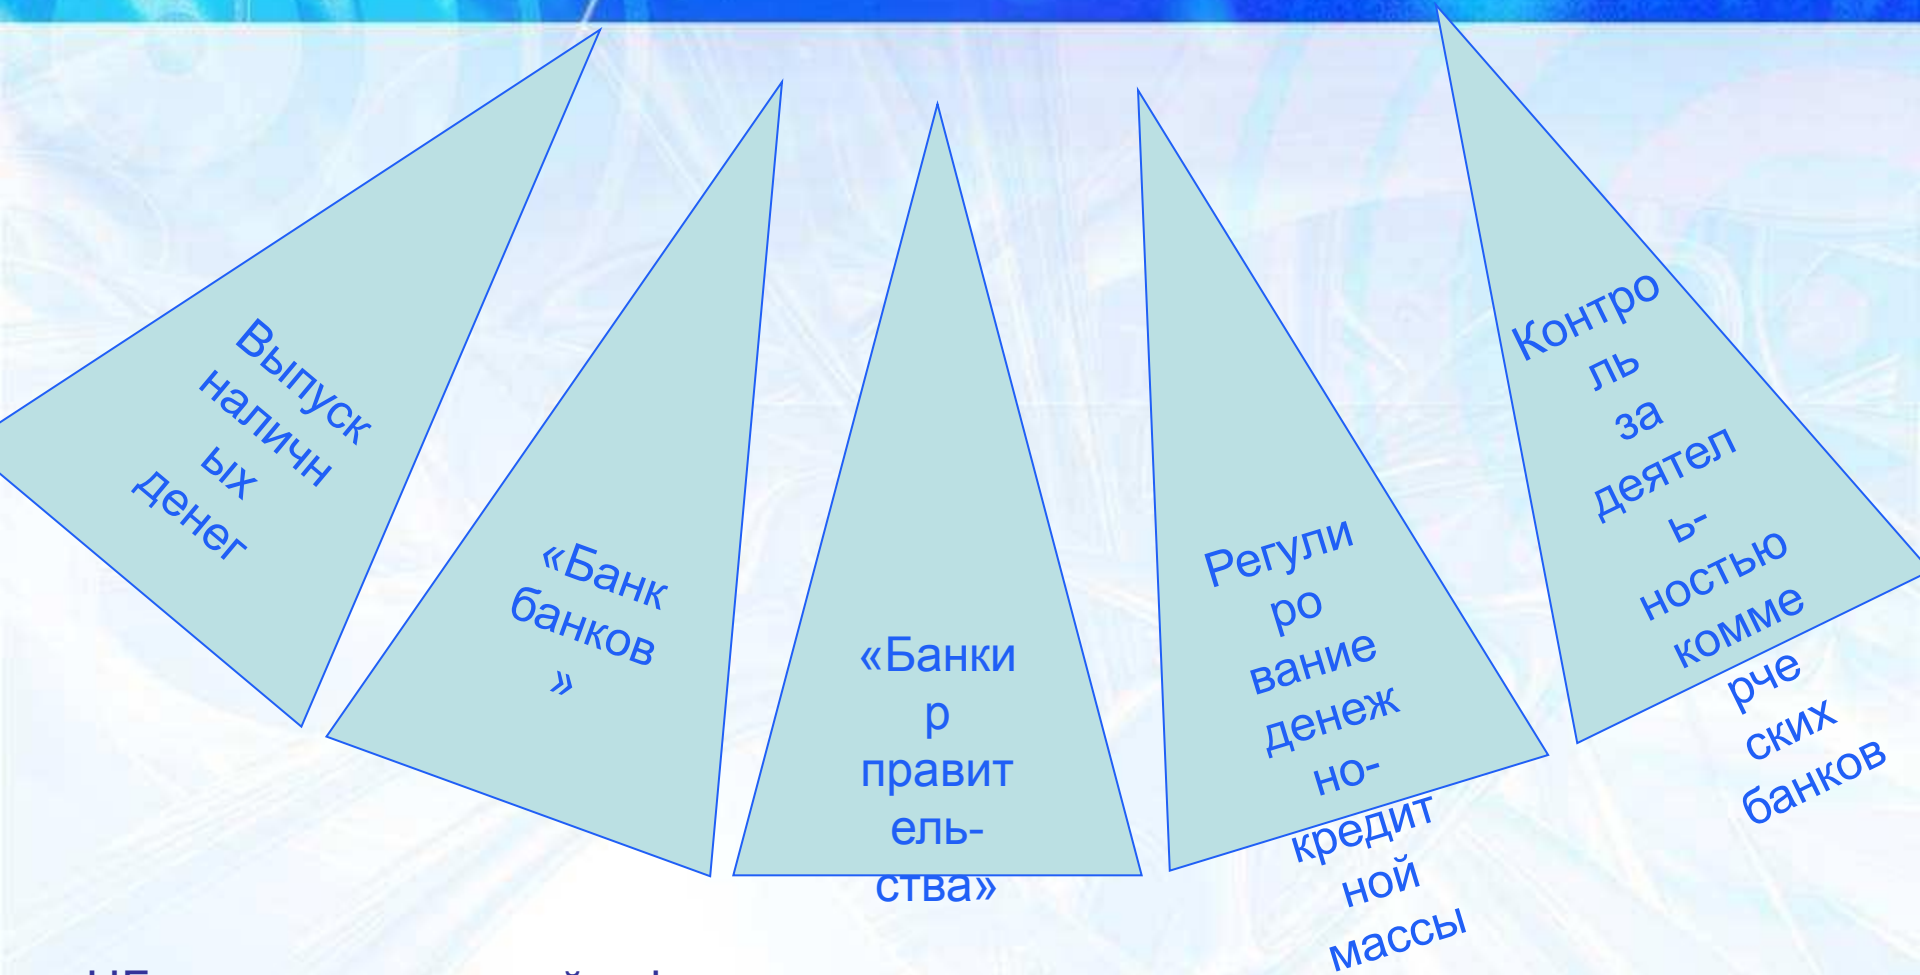 Выпуск
наличн
ых
денег
«Банк
банков
»
«Банки
р
правит
ель-
ства»
Регули
ро
вание
денеж
но-
кредит
ной
массы
Контро
ль
за
деятел
ь-
ностью
комме
рче
ских
банков